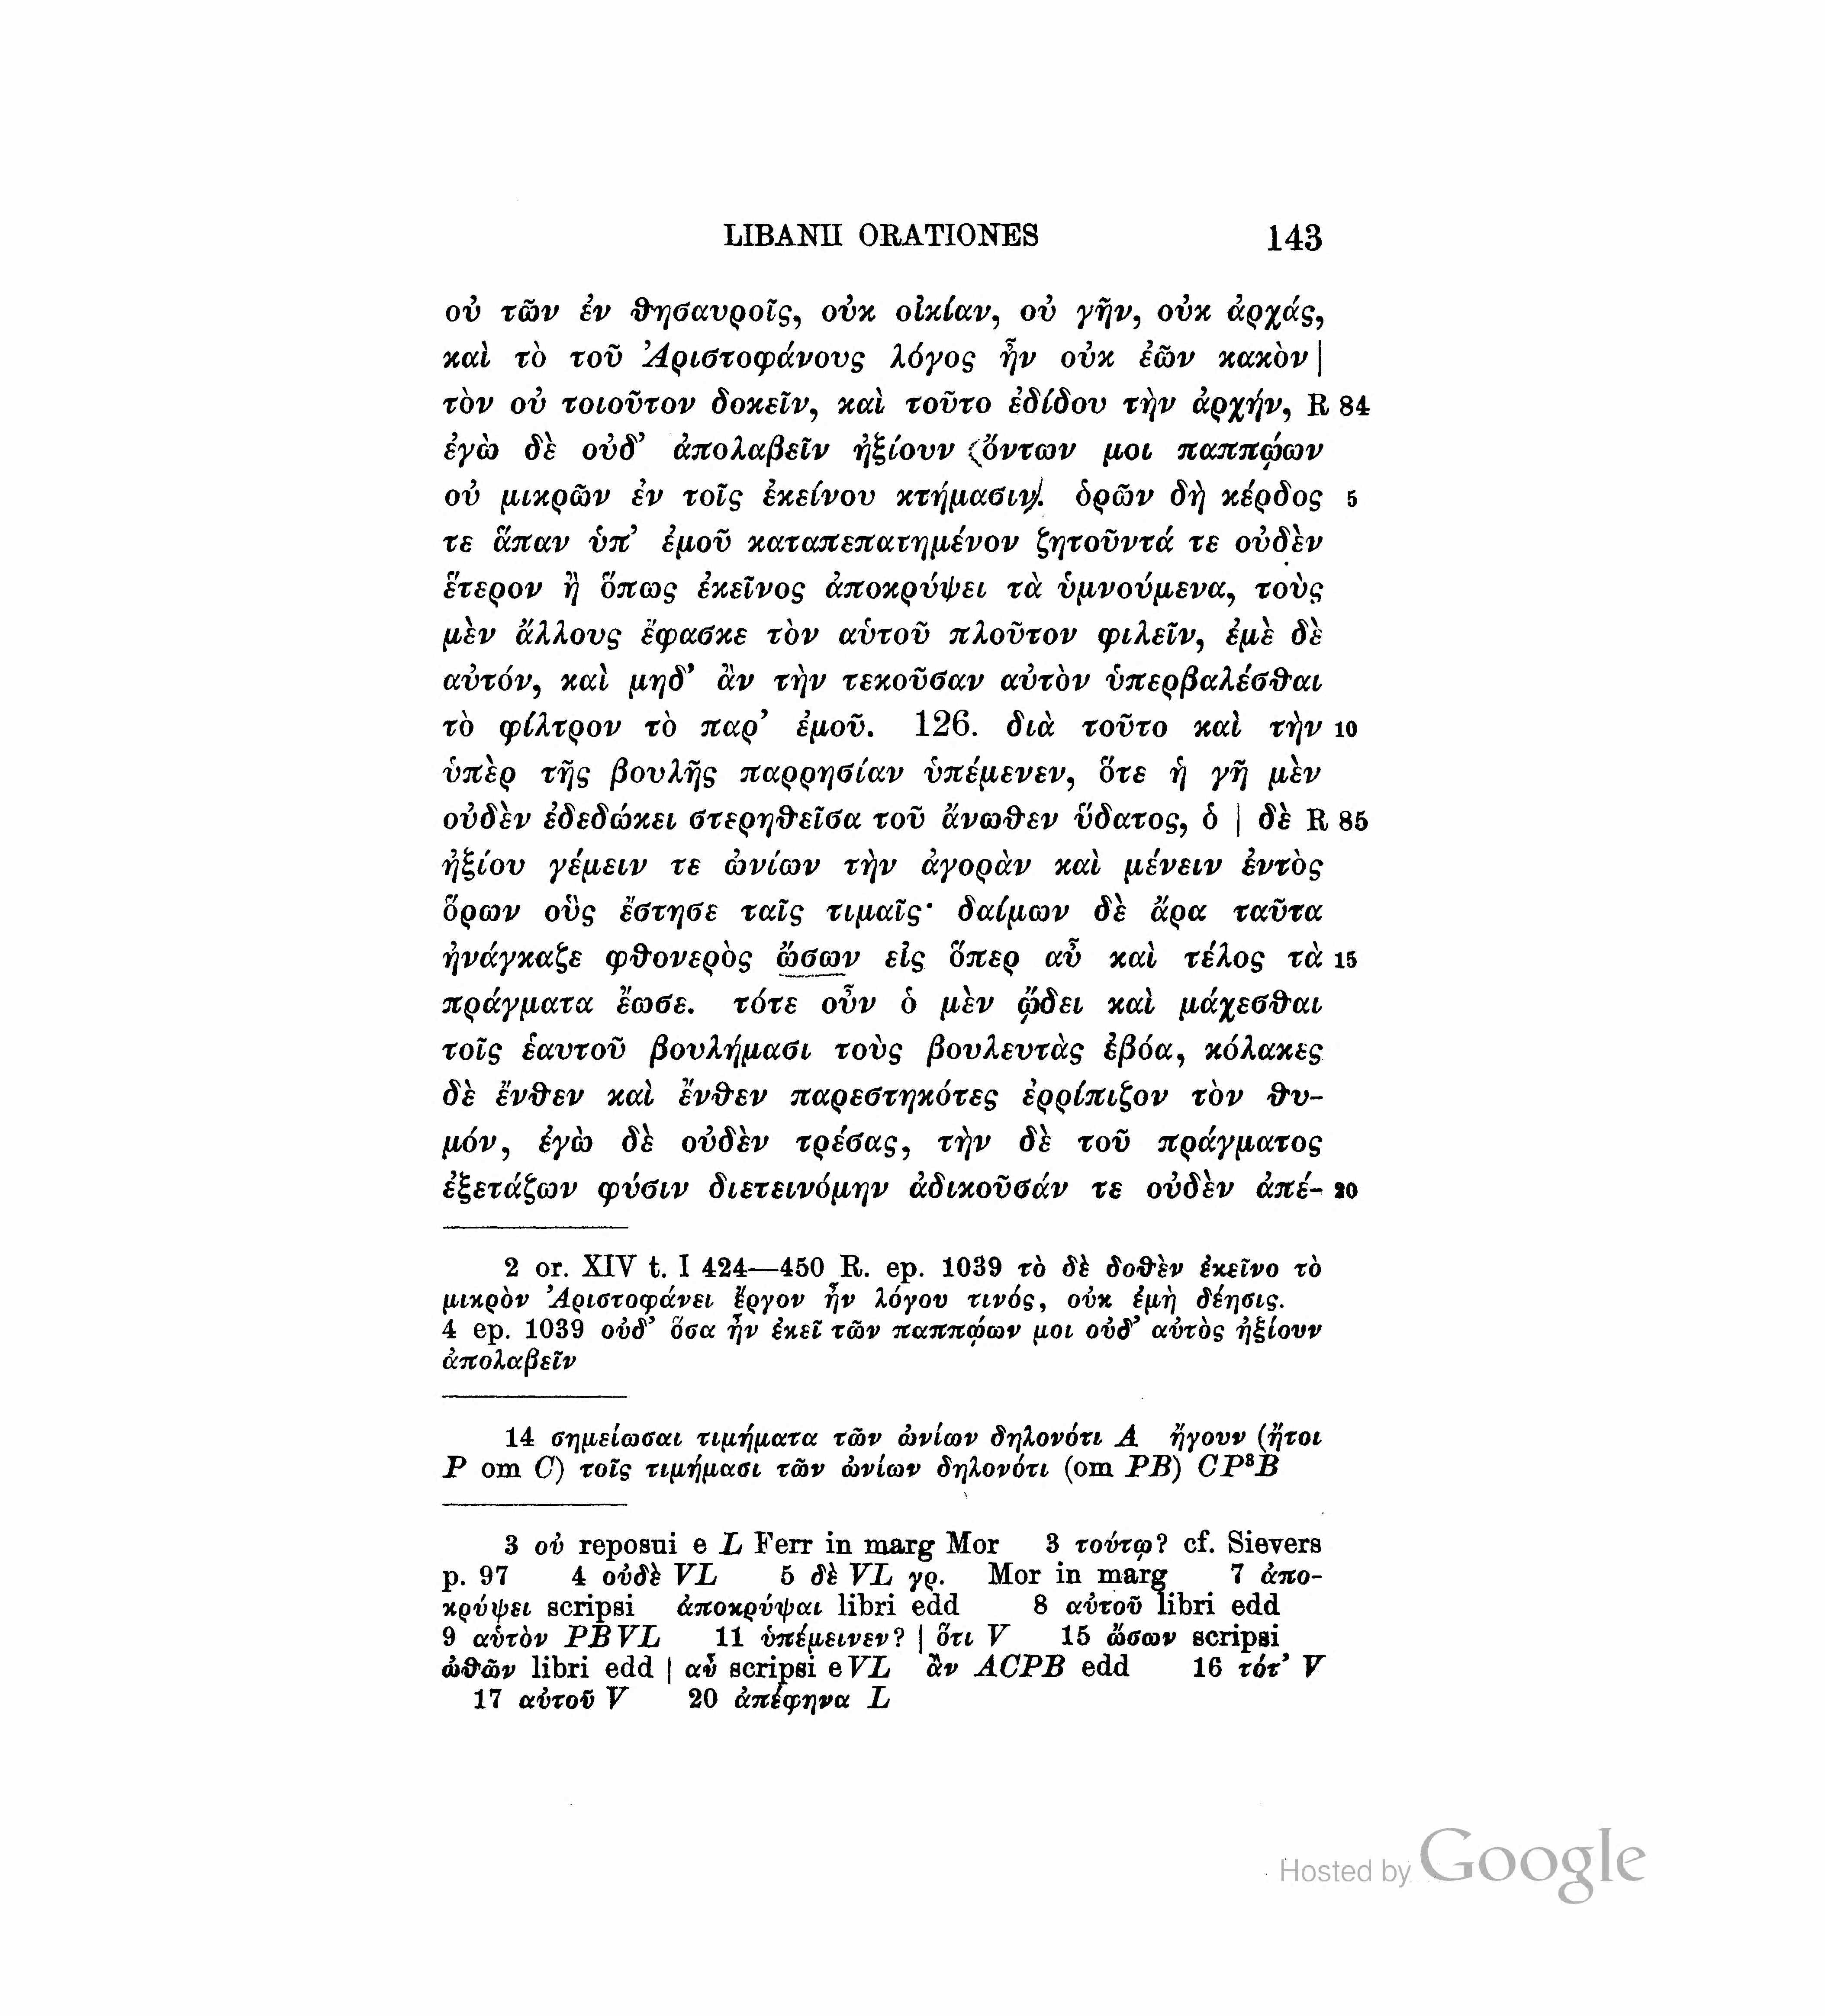 LIBANII ORATIONES 143
οὐ τῶν ἐν θησαυροῖς, οὐκ οἰκίαν, οὐ γῆν, οὐκ ἀρχάς,
καὶ τὸ τοῦ Ἀριστοφάνους λόγος ἦν οὐκ ἐῶν κακὸν |
τὸν οὐ τοιοῦτον δοκεῖν, καὶ τοῦτο ἐδίδου τὴν ἀρχήν, R 84
ἐγὼ δὲ οὐδ’ ἀπολαβεῖν ἠξίουν (ὄντων μοι παππῴων
οὐ μικρῶν ἐν τοῖς ἐκείνου κτήμασιν). ὁρῶν δὴ κέρδος 5
τε ἅπαν ὑπ’ ἐμοῦ καταπεπατημένον ζητοῦντά τε οὐδὲν
ἕτερον ἢ ὅπως ἐκεῖνος ἀποκρύψει τὰ ὑμνούμενα, τοὺς
μὲν ἄλλους ἔφασκε τὸν αὑτοῦ πλοῦτον φιλεῖν, ἐμὲ δὲ
αὐτόν, καὶ μηδ’ ἂν τὴν τεκοῦσαν αὐτὸν ὑπερβαλέσθαι
τὸ φίλτρον τὸ παρ’ ἐμοῦ. 126. διὰ τοῦτο καὶ τὴν 10
ὑπὲρ τῆς βουλῆς παρρησίαν ὑπέμενεν, ὅτε ἡ γῆ μὲν
οὐδὲν ἐδεδώκει στερηθεῖσα τοῦ ἄνωθεν ὕδατος, ὁ | δὲ R 85
ἠξίου γέμειν τε ὠνίων τὴν ἀγορὰν καὶ μένειν ἐντὸς
ὅρων οὓς ἔστησε ταῖς τιμαῖς· δαίμων δὲ ἄρα ταῦτα
ἠνάγκαζε φθονερὸς ὤσων εἰς ὅπερ αὖ καὶ τέλος τὰ 15
πράγματα ἔωσε. τότε οὖν ὁ μὲν ᾤδει καὶ μάχεσθαι
τοῖς ἑαυτοῦ βουλήμασι τοὺς βουλευτὰς ἐβόα, κόλακες
δὲ ἔνθεν καὶ ἔνθεν παρεστηκότες ἐρρίπιζον τὸν θυ-
μόν, ἐγὼ δὲ οὐδὲν τρέσας, τὴν δὲ τοῦ πράγματος
ἐξετάζων φύσιν διετεινόμην ἀδικοῦσάν τε οὐδὲν ἀπέ- 20
2 or. XIV t. I 424—450 R. ep. 1039 τὸ δὲ δοθὲν ἐκεῖνο τὸ
μικρὸν Ἀριστοφάνει ἔργον ἦν λόγου τινός, οὐκ ἐμὴ δέησις.
4 ep. 1039 οὐδ’ ὅσα ἦν ἐκεῖ τῶν παππῴων μοι οὐδ’ αὐτὸς ἠξίουν
ἀπολαβεῖν
14 σημείωσαι τιμήματα τῶν ὠνίων δηλονότι A ἤγουν (ἤτοι
P om C) τοῖς τιμήμασι τῶν ὠνίων δηλονότι (om PB) CP³B
3 οὐ reposui e L Ferr in marg Mor 3 τούτῳ? cf. Sievers
p. 97 4 οὐδὲ VL 5 δὲ VL γρ. Mor in marg 7 ἀπο-
κρύψει scripsi ἀποκρύψαι libri edd 8 αὐτοῦ libri edd
9 αὑτὸν PBVL 11 ὑπέμεινεν? | ὅτι V 15 ὤσων scripsi
ὠθῶν libri edd | αὖ scripsi e VL ἂν ACPB edd 16 τότ’ V
17 αὐτοῦ V 20 ἀπέφηνα L
Hosted by Google